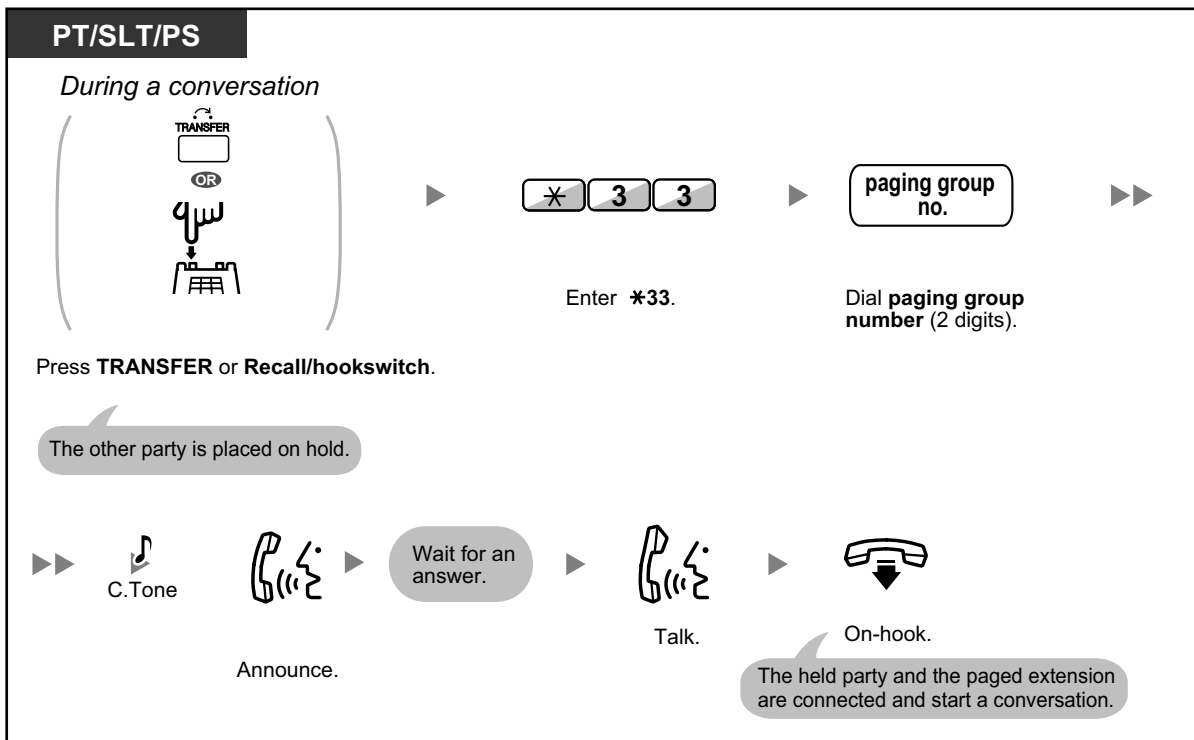 PT/SLT/PS
During a conversation
TRANSFER
OR
Press TRANSFER or Recall/hookswitch.
The other party is placed on hold.
* 3 3
Enter *33.
paging group
no.
Dial paging group
number (2 digits).
C.Tone
Announce.
Wait for an
answer.
Talk.
On-hook.
The held party and the paged extension
are connected and start a conversation.